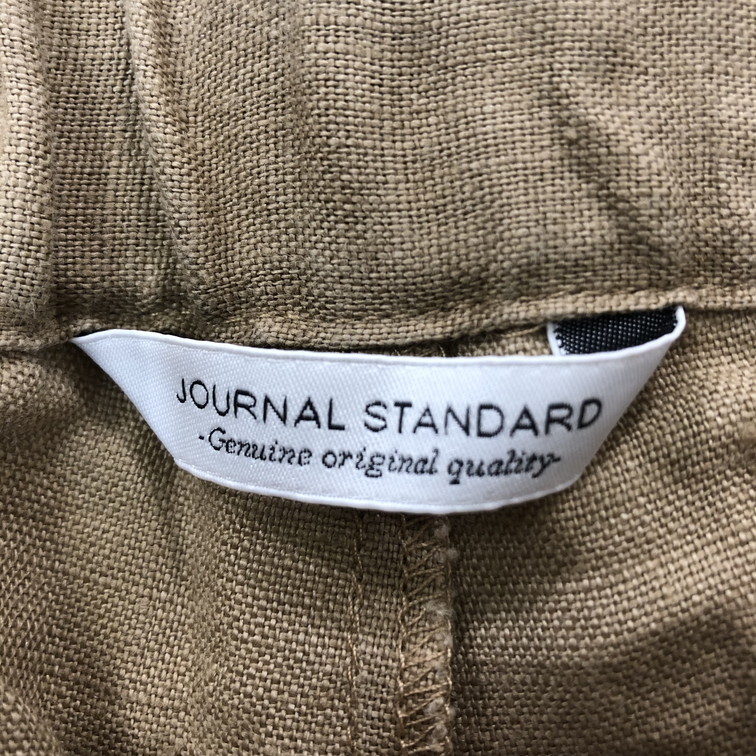 JOURNAL STANDARD
-Genuine original quality-